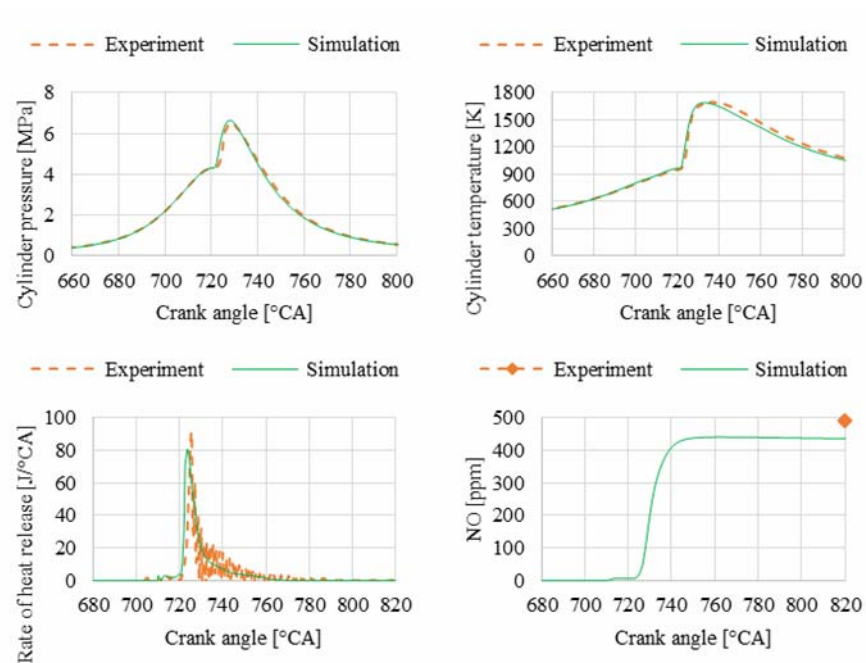 Experiment Simulation
Cylinder pressure [MPa]
8
6
4
2
0
660 680 700 720 740 760 780 800
Crank angle [°CA]
Experiment Simulation
Cylinder temperature [K]
1800
1500
1200
900
600
300
0
660 680 700 720 740 760 780 800
Crank angle [°CA]
Experiment Simulation
Rate of heat release [J/°CA]
100
80
60
40
20
0
680 700 720 740 760 780 800 820
Crank angle [°CA]
Experiment Simulation
NO [ppm]
500
400
300
200
100
0
680 700 720 740 760 780 800 820
Crank angle [°CA]